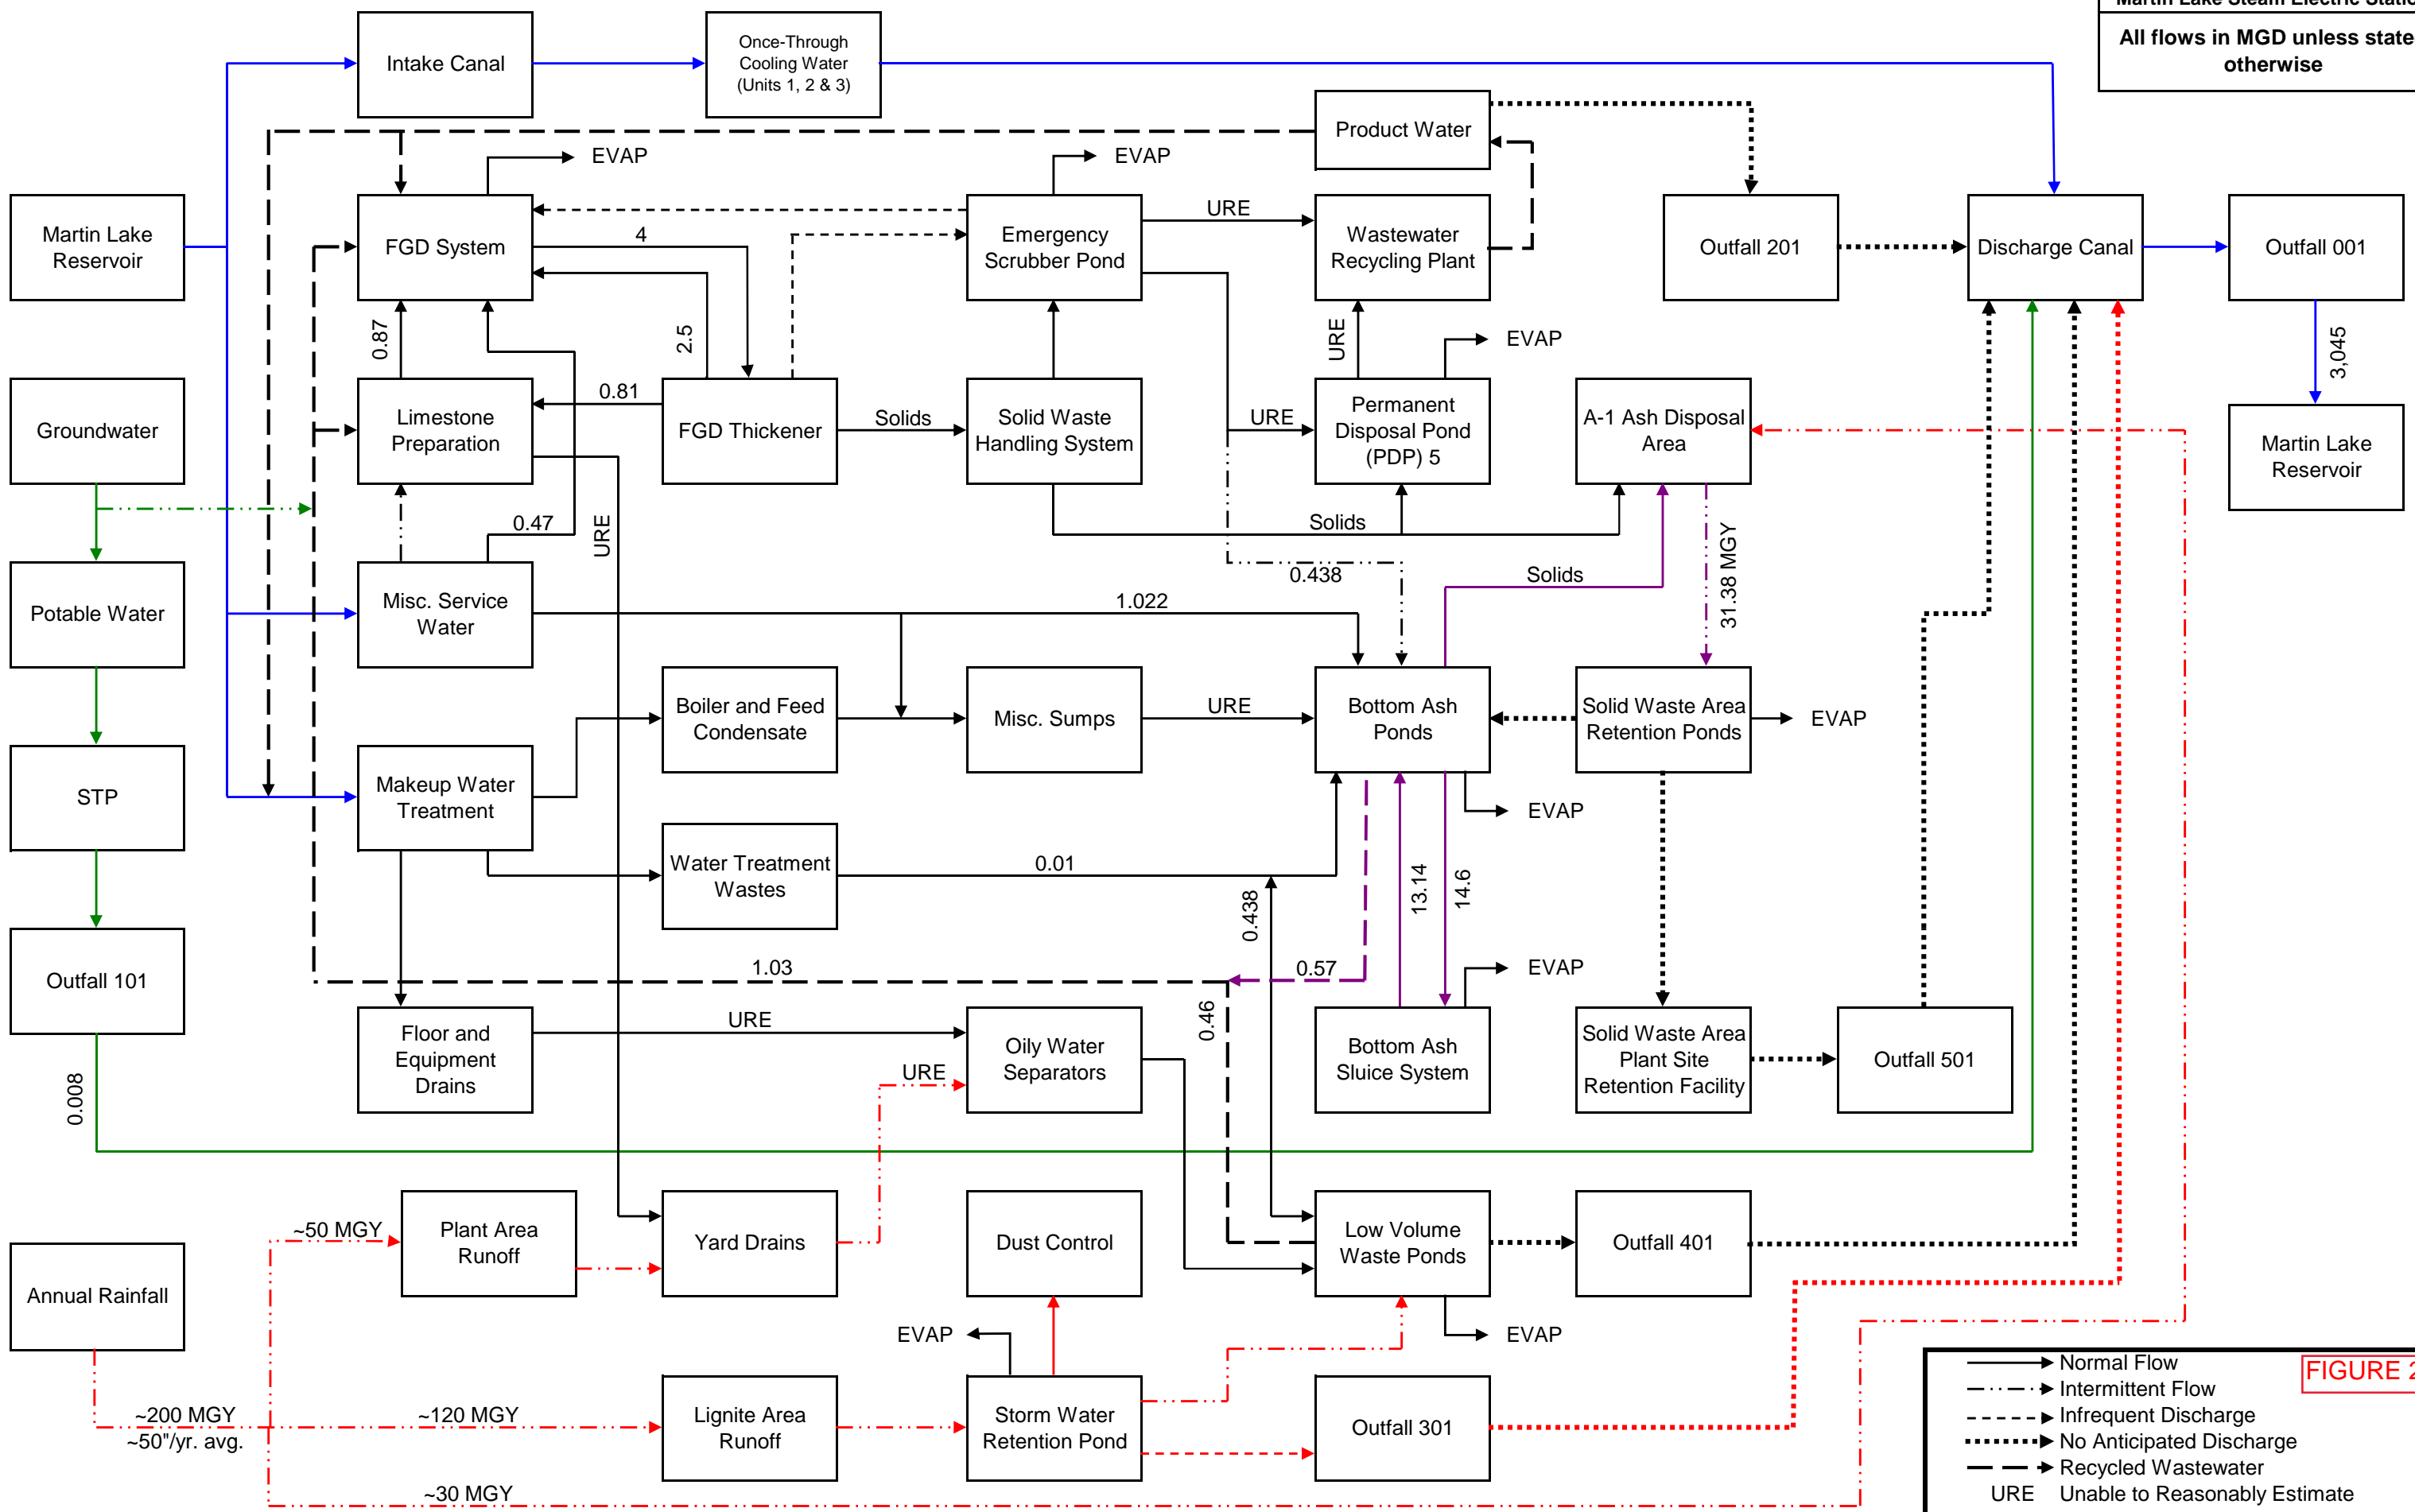 Martin Lake Steam Electric
All flows in MGD unless
otherwise
Intake Canal
Once-Through
Cooling Water
(Units 1, 2 & 3)
Product Water
EVAP
EVAP
Martin Lake
Reservoir
FGD System
4
Emergency
Scrubber Pond
URE
Wastewater
Recycling Plant
Outfall 201
Discharge Canal
Outfall 001
0.87
2.5
URE
EVAP
3,045
Groundwater
Limestone
Preparation
0.81
FGD Thickener
Solids
Solid Waste
Handling System
URE
Permanent
Disposal Pond
(PDP) 5
A-1 Ash Disposal
Area
Martin Lake
Reservoir
0.47
URE
Solids
31.38 MGY
Potable Water
Misc. Service
Water
1.022
0.438
Solids
Boiler and Feed
Condensate
Misc. Sumps
URE
Bottom Ash
Ponds
Solid Waste Area
Retention Ponds
EVAP
STP
Makeup Water
Treatment
EVAP
Water Treatment
Wastes
0.01
0.438
13.14
14.6
Outfall 101
1.03
0.57
EVAP
0.46
Floor and
Equipment
Drains
URE
URE
Oily Water
Separators
Bottom Ash
Sluice System
Solid Waste Area
Plant Site
Retention Facility
Outfall 501
0.008
~50 MGY
Plant Area
Runoff
Yard Drains
Dust Control
Low Volume
Waste Ponds
Outfall 401
Annual Rainfall
EVAP
EVAP
~200 MGY
~50"/yr. avg.
~120 MGY
Lignite Area
Runoff
Storm Water
Retention Pond
Outfall 301
~30 MGY
FIGURE 2
Normal Flow
Intermittent Flow
Infrequent Discharge
No Anticipated Discharge
Recycled Wastewater
URE Unable to Reasonably Estimate